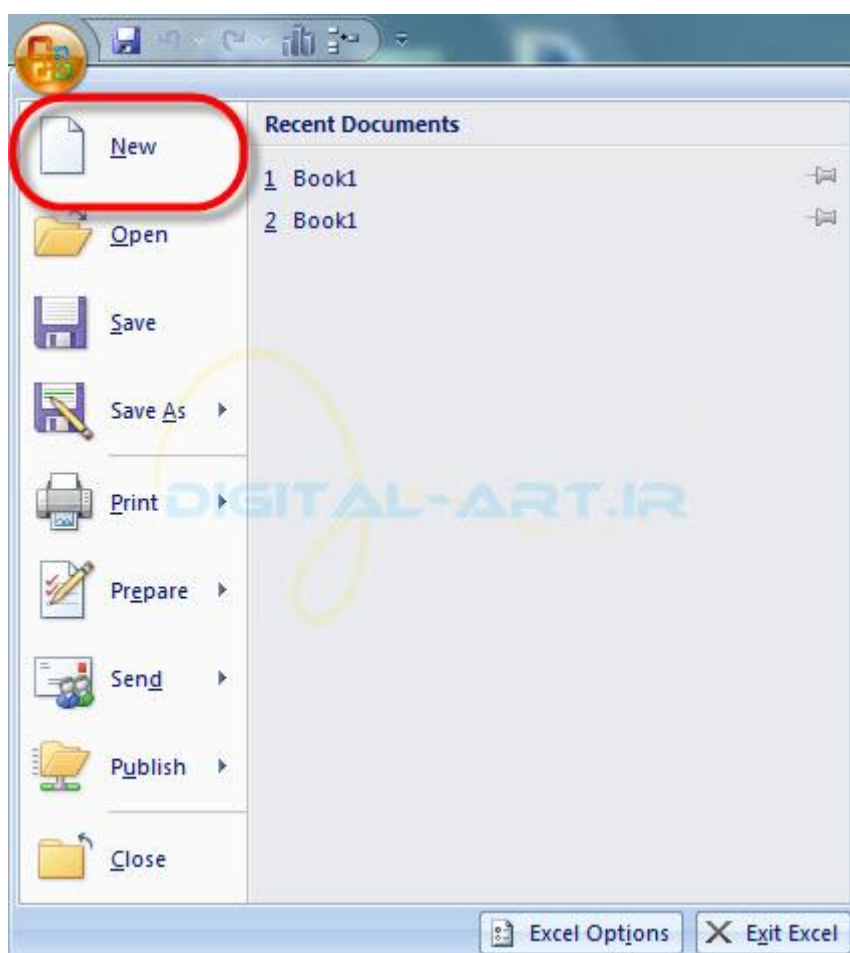 New
Open
Save
Save As
Print
Prepare
Send
Publish
Close
Recent Documents
1 Book1
2 Book1
DIGITAL-ART.IR
Excel Options
Exit Excel